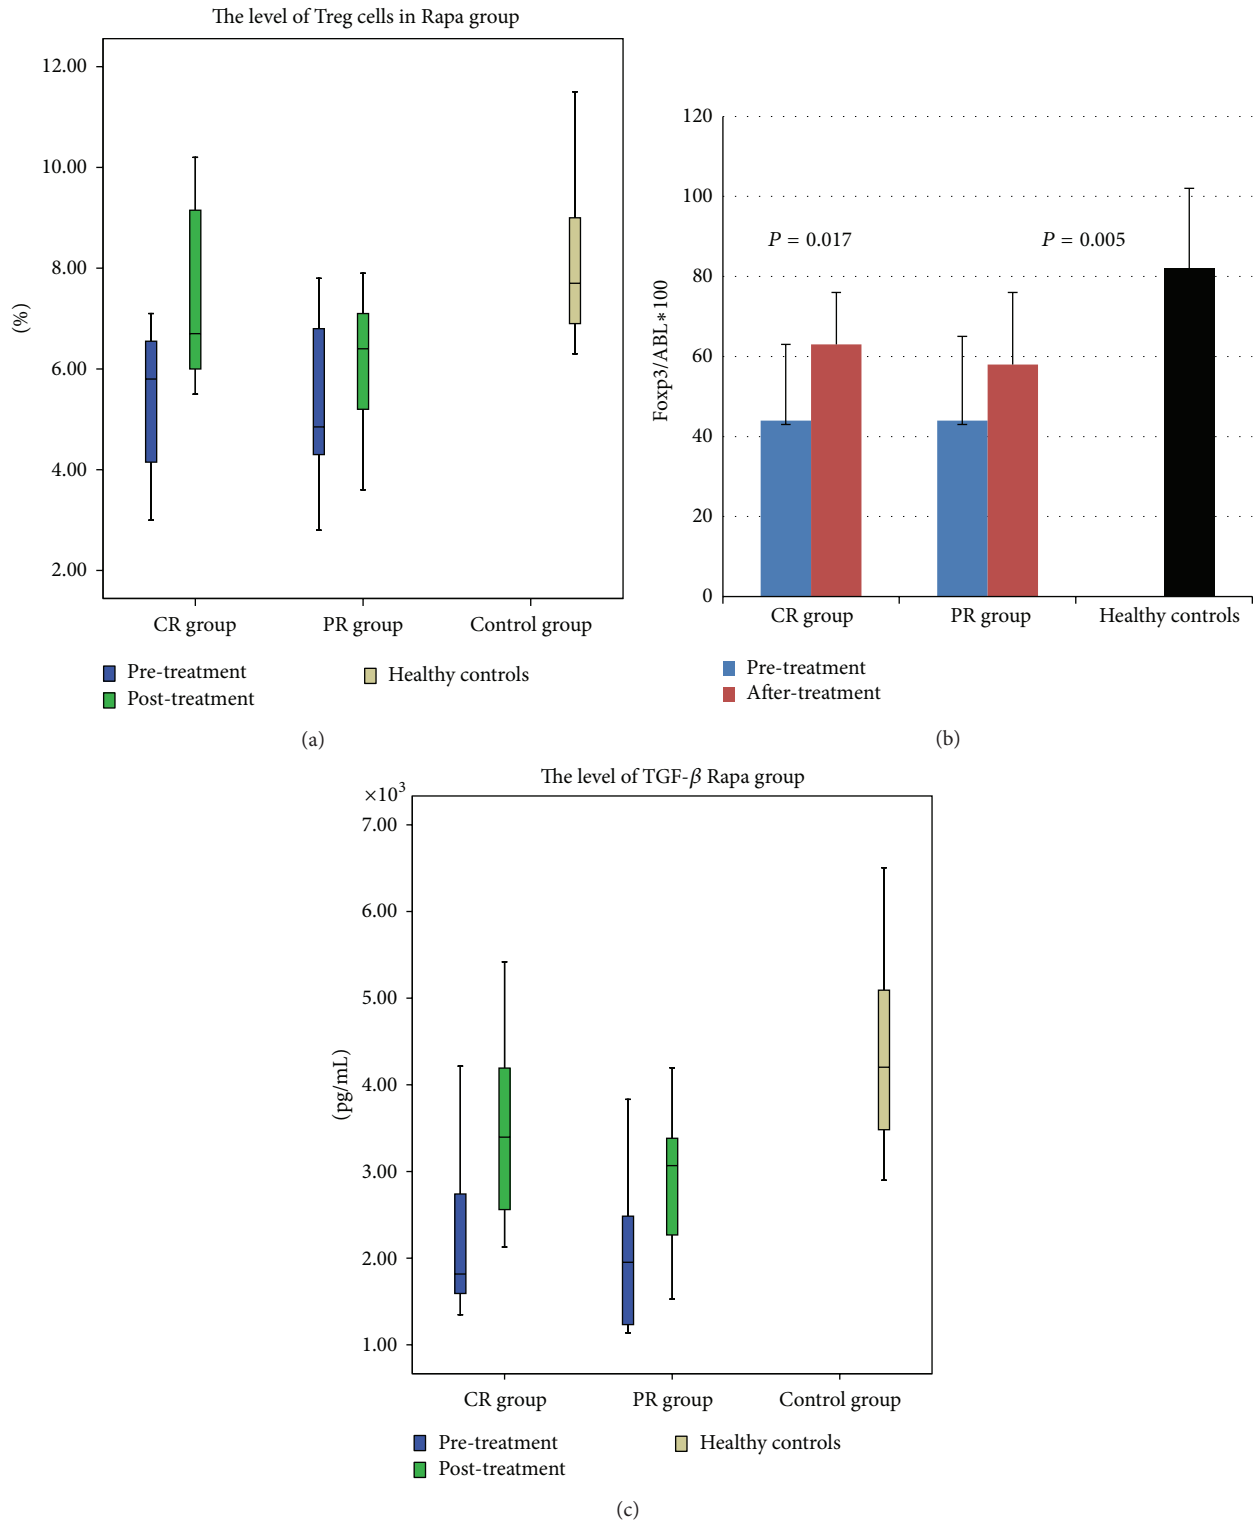 The level of Treg cells in Rapa group
12.00
10.00
8.00
6.00
4.00
2.00
(%)
CR group
PR group
Control group
Pre-treatment
Post-treatment
Healthy controls
(a)
120
100
80
60
40
20
0
Foxp3/ABL∗100
P = 0.017
P = 0.005
CR group
PR group
Healthy controls
Pre-treatment
After-treatment
(b)
The level of TGF-β Rapa group
×10³
7.00
6.00
5.00
4.00
3.00
2.00
1.00
(pg/mL)
CR group
PR group
Control group
Pre-treatment
Post-treatment
Healthy controls
(c)